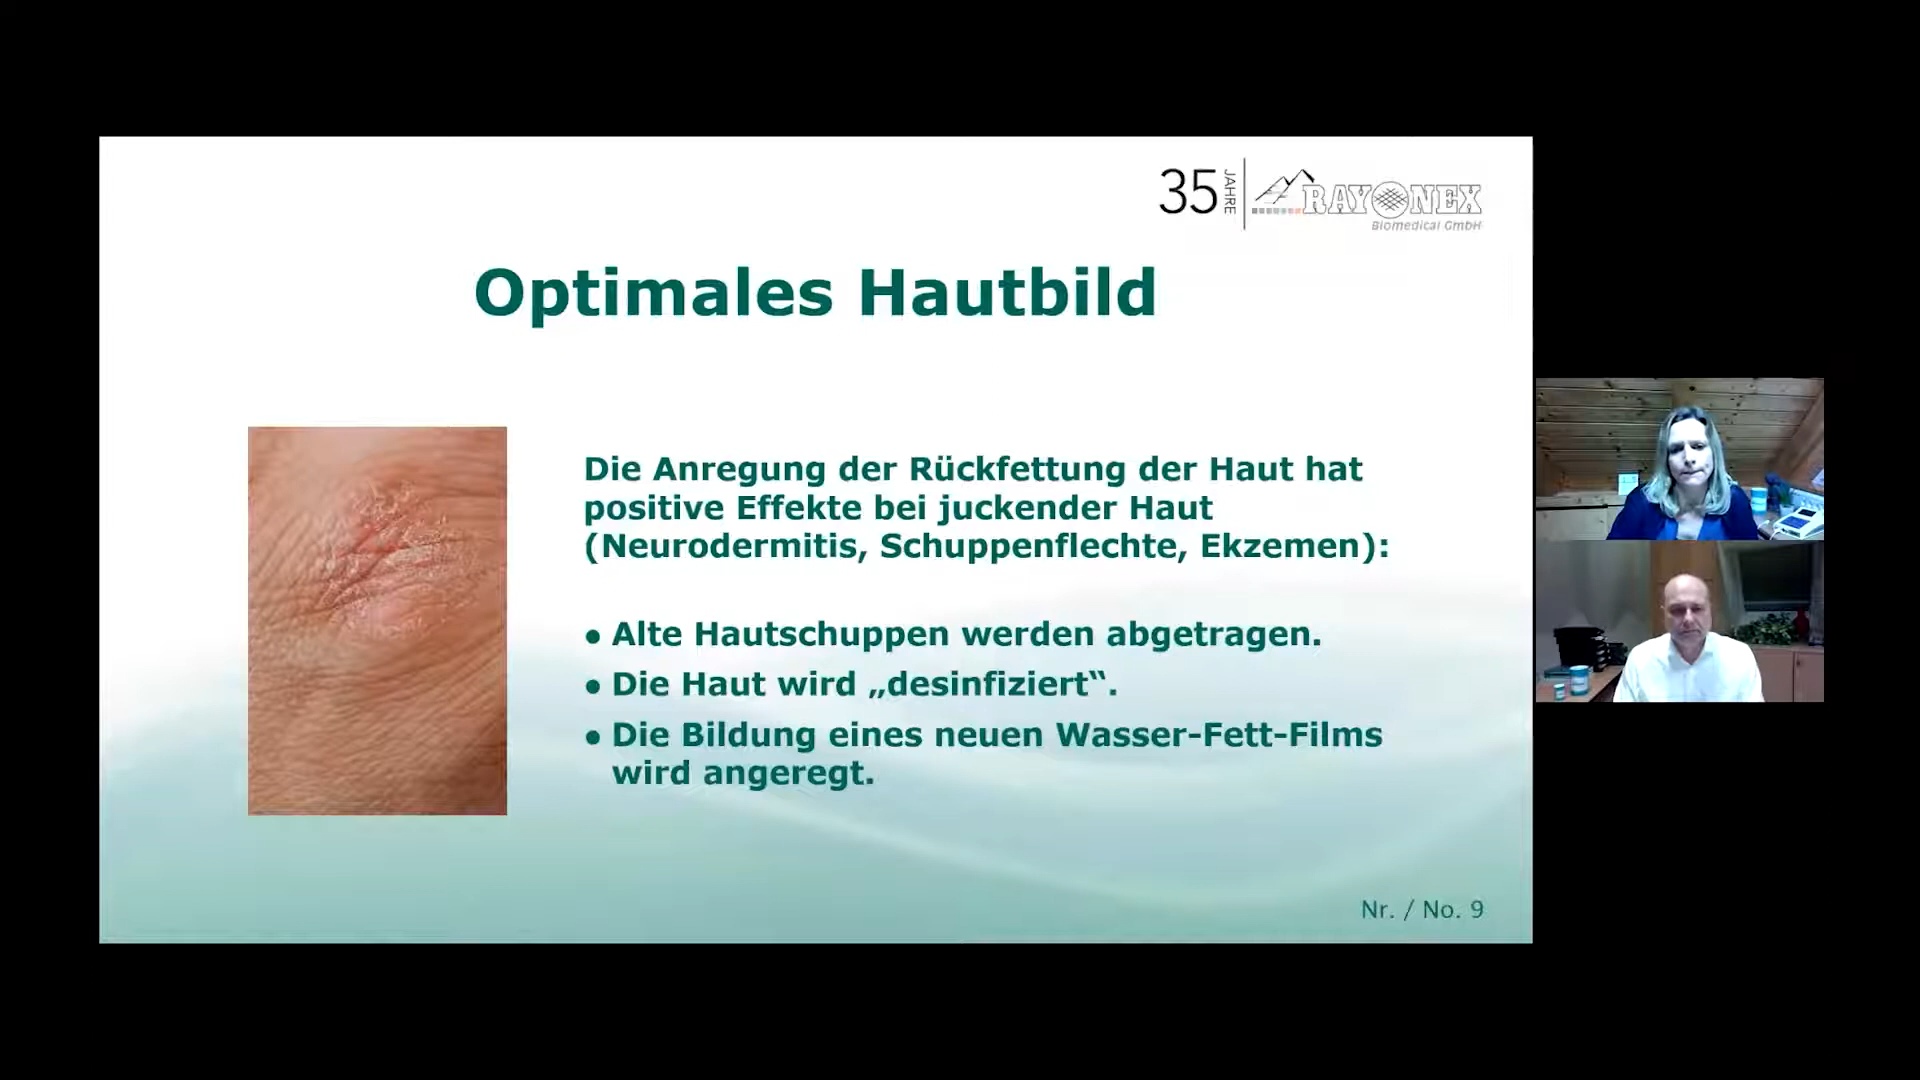 35 JAHRE
RAYONEX
Biomedical GmbH
Optimales Hautbild
Die Anregung der Rückfettung der Haut hat
positive Effekte bei juckender Haut
(Neurodermitis, Schuppenflechte, Ekzemen):
• Alte Hautschuppen werden abgetragen.
• Die Haut wird „desinfiziert“.
• Die Bildung eines neuen Wasser-Fett-Films
wird angeregt.
Nr. / No. 9